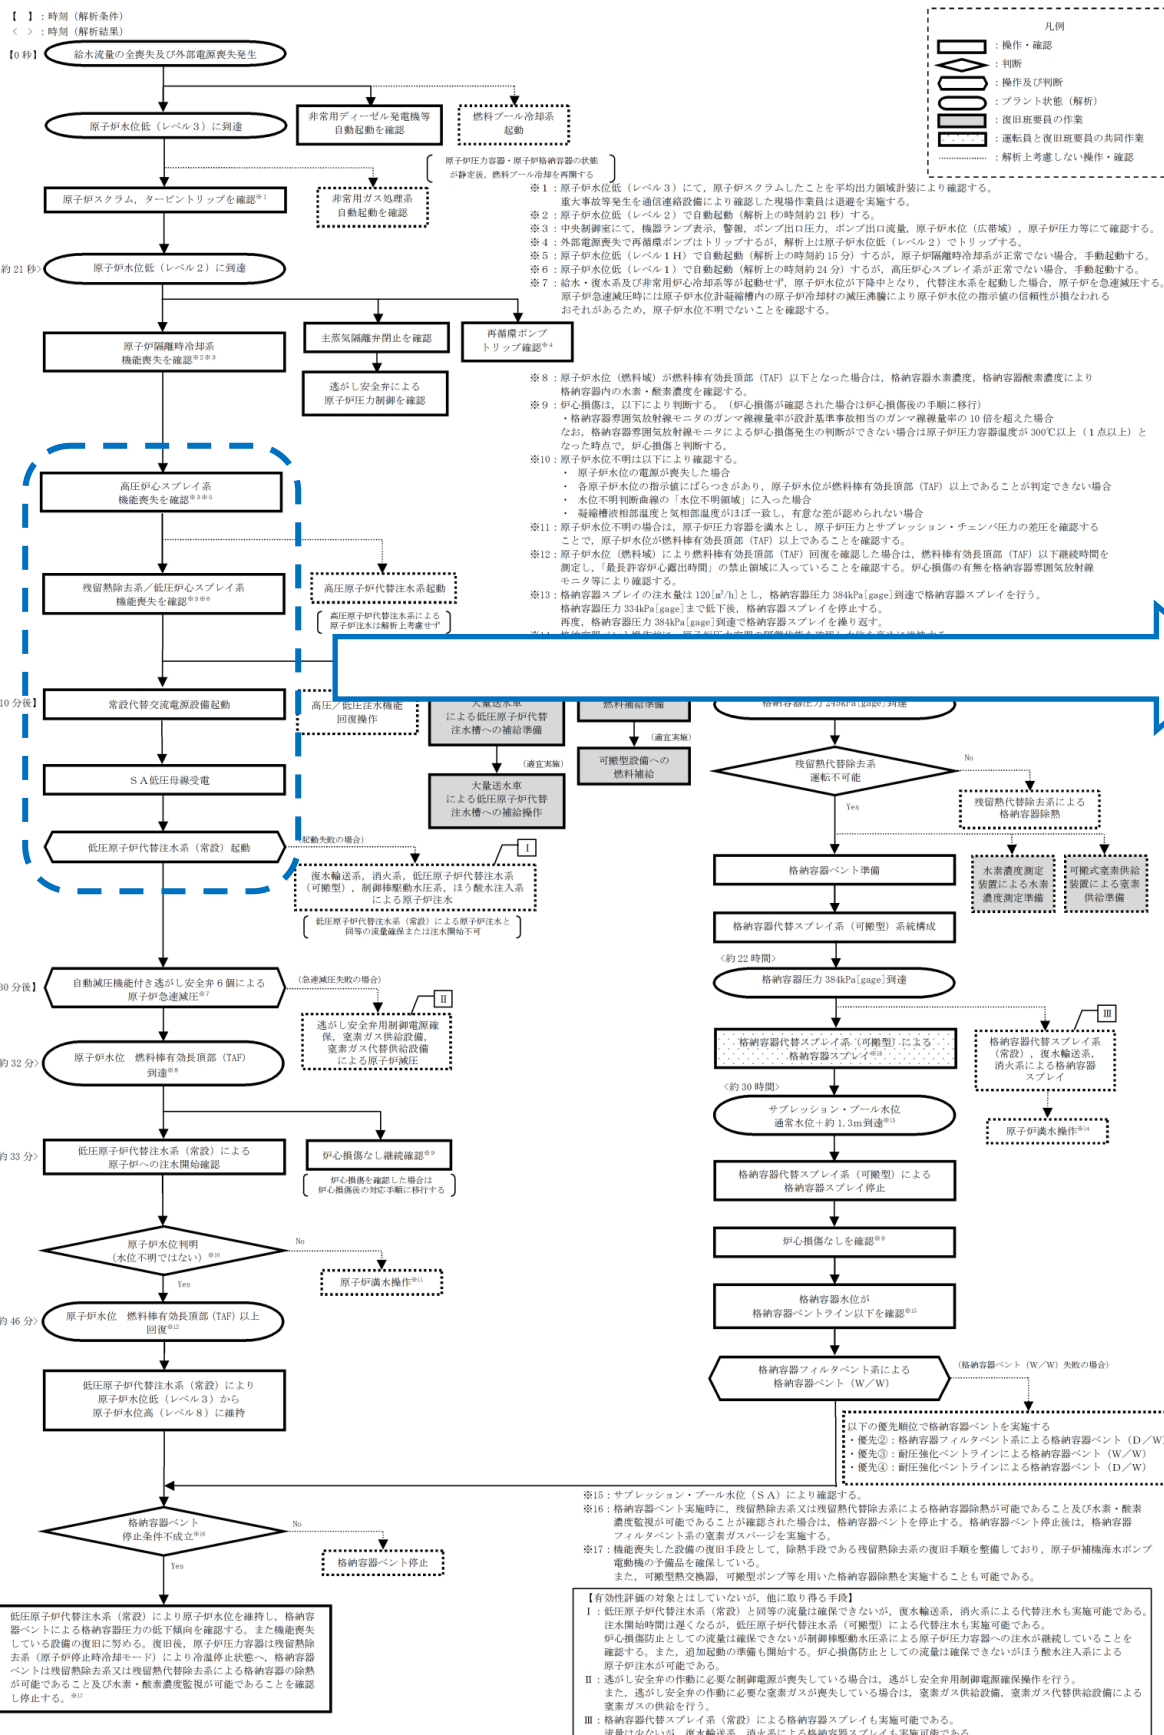 【　】：時刻（解析条件）
＜　＞：時刻（解析結果）
【0 秒】
給水流量の全喪失及び外部電源喪失発生
原子炉水位低（レベル３）に到達
非常用ディーゼル発電機等
自動起動を確認
燃料プール冷却系
起動
原子炉圧力容器・原子炉格納容器の状態
が静定後，燃料プール冷却を再開する
原子炉スクラム，タービントリップを確認※1
非常用ガス処理系
自動起動を確認
約 21 秒＞
原子炉水位低（レベル２）に到達
原子炉隔離時冷却系
機能喪失を確認※2※3
主蒸気隔離弁閉止を確認
再循環ポンプ
トリップ確認※4
逃がし安全弁による
原子炉圧力制御を確認
凡例
：操作・確認
：判断
：操作及び判断
：プラント状態（解析）
：復旧班要員の作業
：運転員と復旧班要員の共同作業
：解析上考慮しない操作・確認
※１：原子炉水位低（レベル３）にて，原子炉スクラムしたことを平均出力領域計装により確認する。
重大事故等発生を通信連絡設備により確認した現場作業員は退避を実施する。
※２：原子炉水位低（レベル２）で自動起動（解析上の時刻約 21 秒）する。
※３：中央制御室にて，機器ランプ表示，警報，ポンプ出口圧力，ポンプ出口流量，原子炉水位（広帯域），原子炉圧力等にて確認する。
※４：外部電源喪失で再循環ポンプはトリップするが，解析上は原子炉水位低（レベル２）でトリップする。
※５：原子炉水位低（レベル１Ｈ）で自動起動（解析上の時刻約 15 分）するが，原子炉隔離時冷却系が正常でない場合，手動起動する。
※６：原子炉水位低（レベル１）で自動起動（解析上の時刻約 24 分）するが，高圧炉心スプレイ系が正常でない場合，手動起動する。
※７：給水・復水系及び非常用炉心冷却系等が起動せず，原子炉水位が下降中となり，代替注水系を起動した場合，原子炉を急速減圧する。
原子炉急速減圧時には原子炉水位計凝縮槽内の原子炉冷却材の減圧沸騰により原子炉水位の指示値の信頼性が損なわれる
おそれがあるため，原子炉水位不明でないことを確認する。
※８：原子炉水位（燃料域）が燃料棒有効長頂部（TAF）以下となった場合は，格納容器水素濃度，格納容器酸素濃度により
格納容器内の水素・酸素濃度を確認する。
※９：炉心損傷は，以下により判断する。（炉心損傷が確認された場合は炉心損傷後の手順に移行）
・格納容器雰囲気放射線モニタのガンマ線線量率が設計基準事故相当のガンマ線線量率の 10 倍を超えた場合
なお，格納容器雰囲気放射線モニタによる炉心損傷発生の判断ができない場合は原子炉圧力容器温度が 300℃以上（１点以上）と
なった時点で，炉心損傷と判断する。
※10：原子炉水位不明は以下により確認する。
・　原子炉水位の電源が喪失した場合
・　各原子炉水位の指示値にばらつきがあり，原子炉水位が燃料棒有効長頂部（TAF）以上であることが判定できない場合
・　水位不明判断曲線の「水位不明領域」に入った場合
・　凝縮槽液相部温度と気相部温度がほぼ一致し，有意な差が認められない場合
※11：原子炉水位不明の場合は，原子炉圧力容器を満水とし，原子炉圧力とサプレッション・チェンバ圧力の差圧を確認する
ことで，原子炉水位が燃料棒有効長頂部（TAF）以上であることを確認する。
※12：原子炉水位（燃料域）により燃料棒有効長頂部（TAF）回復を確認した場合は，燃料棒有効長頂部（TAF）以下継続時間を
測定し，「最長許容炉心露出時間」の禁止領域に入っていることを確認する。炉心損傷の有無を格納容器雰囲気放射線
モニタ等により確認する。
※13：格納容器スプレイの注水量は 120[m³/h]とし，格納容器圧力 384kPa[gage]到達で格納容器スプレイを行う。
格納容器圧力 334kPa[gage]まで低下後，格納容器スプレイを停止する。
再度，格納容器圧力 384kPa[gage]到達で格納容器スプレイを繰り返す。
高圧炉心スプレイ系
機能喪失を確認※3※5
残留熱除去系／低圧炉心スプレイ系
機能喪失を確認※3※6
高圧原子炉代替注水系起動
高圧原子炉代替注水系による
原子炉注水は解析上考慮せず
10 分後】
常設代替交流電源設備起動
高圧／低圧注水機能
回復操作
大量送水車
による低圧原子炉代替
注水槽への補給準備
燃料補給準備
格納容器圧力 245kPa[gage]到達
（適宜実施）
（適宜実施）
ＳＡ低圧母線受電
大量送水車
による低圧原子炉代替
注水槽への補給操作
可搬型設備への
燃料補給
残留熱代替除去系
運転不可能
No
Yes
残留熱代替除去系による
格納容器除熱
低圧原子炉代替注水系（常設）起動
（起動失敗の場合）
Ⅰ
復水輸送系，消火系，低圧原子炉代替注水系
（可搬型），制御棒駆動水圧系，ほう酸水注入系
による原子炉注水
低圧原子炉代替注水系（常設）による原子炉注水と
同等の流量確保または注水開始不可
格納容器ベント準備
水素濃度測定
装置による水素
濃度測定準備
可搬式窒素供給
装置による窒素
供給準備
格納容器代替スプレイ系（可搬型）系統構成
＜約 22 時間＞
格納容器圧力 384kPa[gage]到達
30 分後】
自動減圧機能付き逃がし安全弁６個による
原子炉急速減圧※7
（急速減圧失敗の場合）
Ⅱ
逃がし安全弁用制御電源確
保，窒素ガス供給設備，
窒素ガス代替供給設備
による原子炉減圧
Ⅲ
格納容器代替スプレイ系（可搬型）による
格納容器スプレイ※13
格納容器代替スプレイ系
（常設），復水輸送系，
消火系による格納容器
スプレイ
約 32 分＞
原子炉水位　燃料棒有効長頂部（TAF）
到達※8
＜約 30 時間＞
サプレッション・プール水位
通常水位＋約 1.3m到達※15
原子炉満水操作※14
約 33 分＞
低圧原子炉代替注水系（常設）による
原子炉への注水開始確認
炉心損傷なし継続確認※9
炉心損傷を確認した場合は
炉心損傷後の対応手順に移行する
格納容器代替スプレイ系（可搬型）による
格納容器スプレイ停止
原子炉水位判明
（水位不明ではない）※10
No
Yes
原子炉満水操作※11
炉心損傷なしを確認※9
約 46 分＞
原子炉水位　燃料棒有効長頂部（TAF）以上
回復※12
格納容器水位が
格納容器ベントライン以下を確認※15
低圧原子炉代替注水系（常設）により
原子炉水位低（レベル３）から
原子炉水位高（レベル８）に維持
格納容器フィルタベント系による
格納容器ベント（Ｗ／Ｗ）
（格納容器ベント（Ｗ／Ｗ）失敗の場合）
以下の優先順位で格納容器ベントを実施する
・優先②：格納容器フィルタベント系による格納容器ベント（Ｄ／Ｗ）
・優先③：耐圧強化ベントラインによる格納容器ベント（Ｗ／Ｗ）
・優先④：耐圧強化ベントラインによる格納容器ベント（Ｄ／Ｗ）
格納容器ベント
停止条件不成立※16
No
Yes
格納容器ベント停止
※15：サプレッション・プール水位（ＳＡ）により確認する。
※16：格納容器ベント実施時に，残留熱除去系又は残留熱代替除去系による格納容器除熱が可能であること及び水素・酸素
濃度監視が可能であることが確認された場合は，格納容器ベントを停止する。格納容器ベント停止後は，格納容器
フィルタベント系の窒素ガスパージを実施する。
※17：機能喪失した設備の復旧手段として，除熱手段である残留熱除去系の復旧手順を整備しており，原子炉補機海水ポンプ
電動機の予備品を確保している。
また，可搬型熱交換器，可搬型ポンプ等を用いた格納容器除熱を実施することも可能である。
低圧原子炉代替注水系（常設）により原子炉水位を維持し，格納容
器ベントによる格納容器圧力の低下傾向を確認する。また機能喪失
している設備の復旧に努める。復旧後，原子炉圧力容器は残留熱除
去系（原子炉停止時冷却モード）により冷温停止状態へ，格納容器
ベントは残留熱除去系又は残留熱代替除去系による格納容器の除熱
が可能であること及び水素・酸素濃度監視が可能であることを確認
し停止する。※17
【有効性評価の対象とはしていないが，他に取り得る手段】
Ⅰ：低圧原子炉代替注水系（常設）と同等の流量は確保できないが，復水輸送系，消火系による代替注水も実施可能である。
注水開始時間は遅くなるが，低圧原子炉代替注水系（可搬型）による代替注水も実施可能である。
炉心損傷防止としての流量は確保できないが制御棒駆動水圧系による原子炉圧力容器への注水が継続していることを
確認する。また，追加起動の準備も開始する。炉心損傷防止としての流量は確保できないがほう酸水注入系による
原子炉注水が可能である。
Ⅱ：逃がし安全弁の作動に必要な制御電源が喪失している場合は，逃がし安全弁用制御電源確保操作を行う。
また，逃がし安全弁の作動に必要な窒素ガスが喪失している場合は，窒素ガス供給設備，窒素ガス代替供給設備による
窒素ガスの供給を行う。
Ⅲ：格納容器代替スプレイ系（常設）による格納容器スプレイも実施可能である。
流量は少ないが，復水輸送系，消火系による格納容器スプレイも実施可能である。